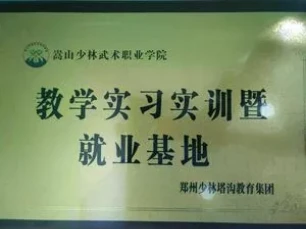 嵩山少林武术职业学院
教学实习实训暨
就业基地
郑州少林塔沟教育集团